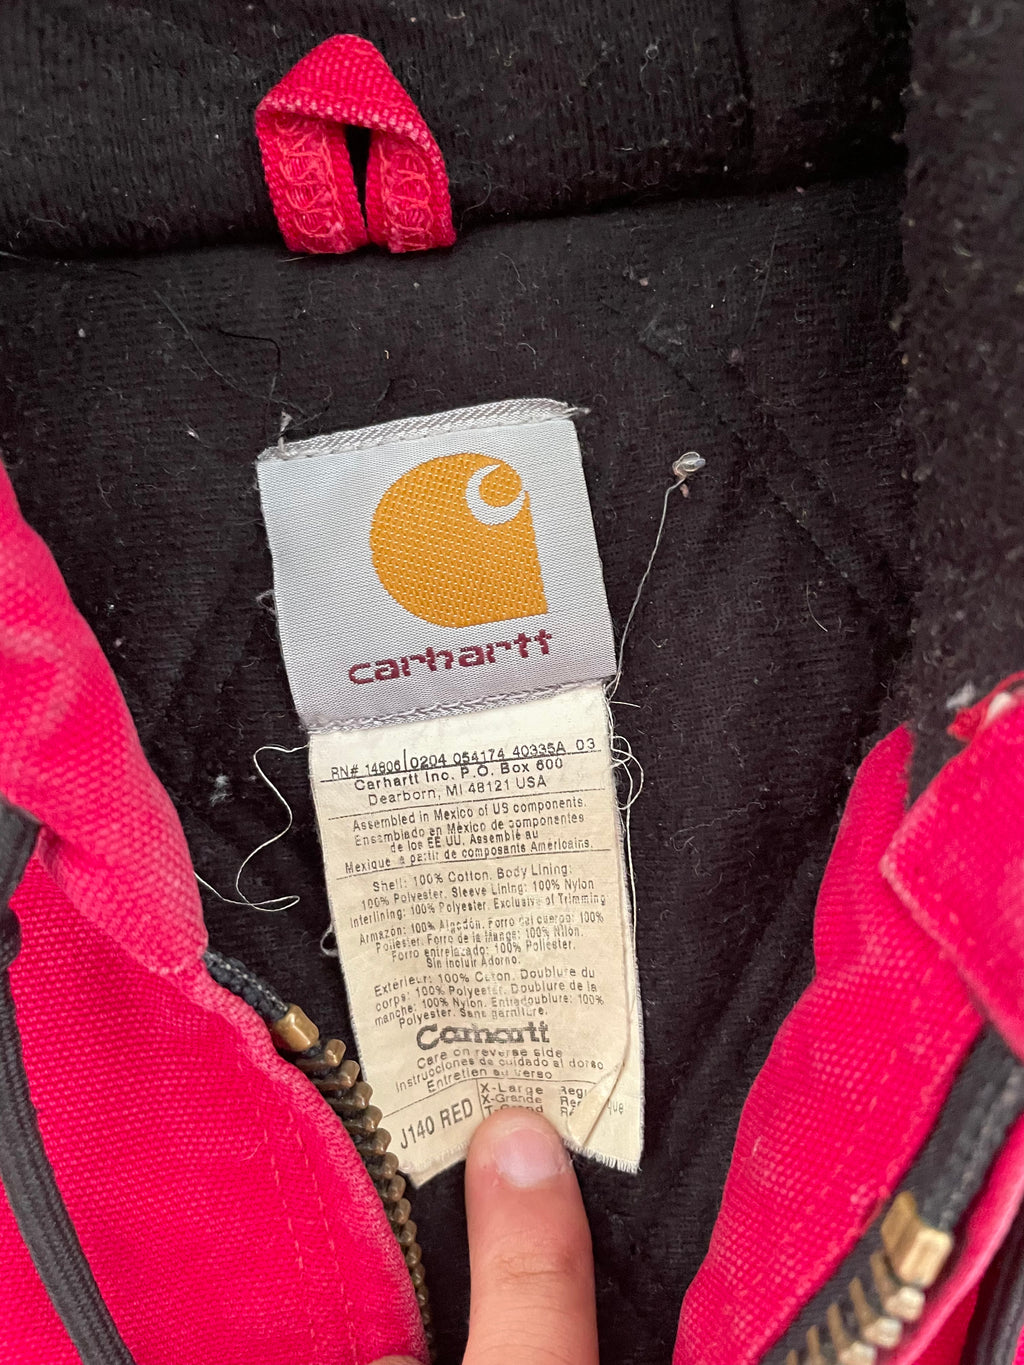 carhartt
RN# 14806 0204 054174 40335A 03
Carhartt Inc. P.O. Box 600
Dearborn, MI 48121 USA
Assembled in Mexico of US components.
Ensamblado en México de componentes
de los EE UU. Assemblé au
Mexique a partir de composants Américains.
Shell: 100% Cotton. Body Lining:
100% Polyester. Sleeve Lining: 100% Nylon
Interlining: 100% Polyester. Exclusive of Trimming
Armazón: 100% Algodón. Forro del cuerpo: 100%
Poliester. Forro de la Manga: 100% Nilon.
Forro entrelazado: 100% Poliester.
Sin incluir Adorno.
Extérieur: 100% Coton. Doublure du
corps: 100% Polyester. Doublure de la
manche: 100% Nylon. Entredoublure: 100%
Polyester. Sans garniture.
Carhartt
Care on reverse side
Instrucciones de cuidado al dorso
Entretien au verso
J140 RED
X-Large
X-Grande